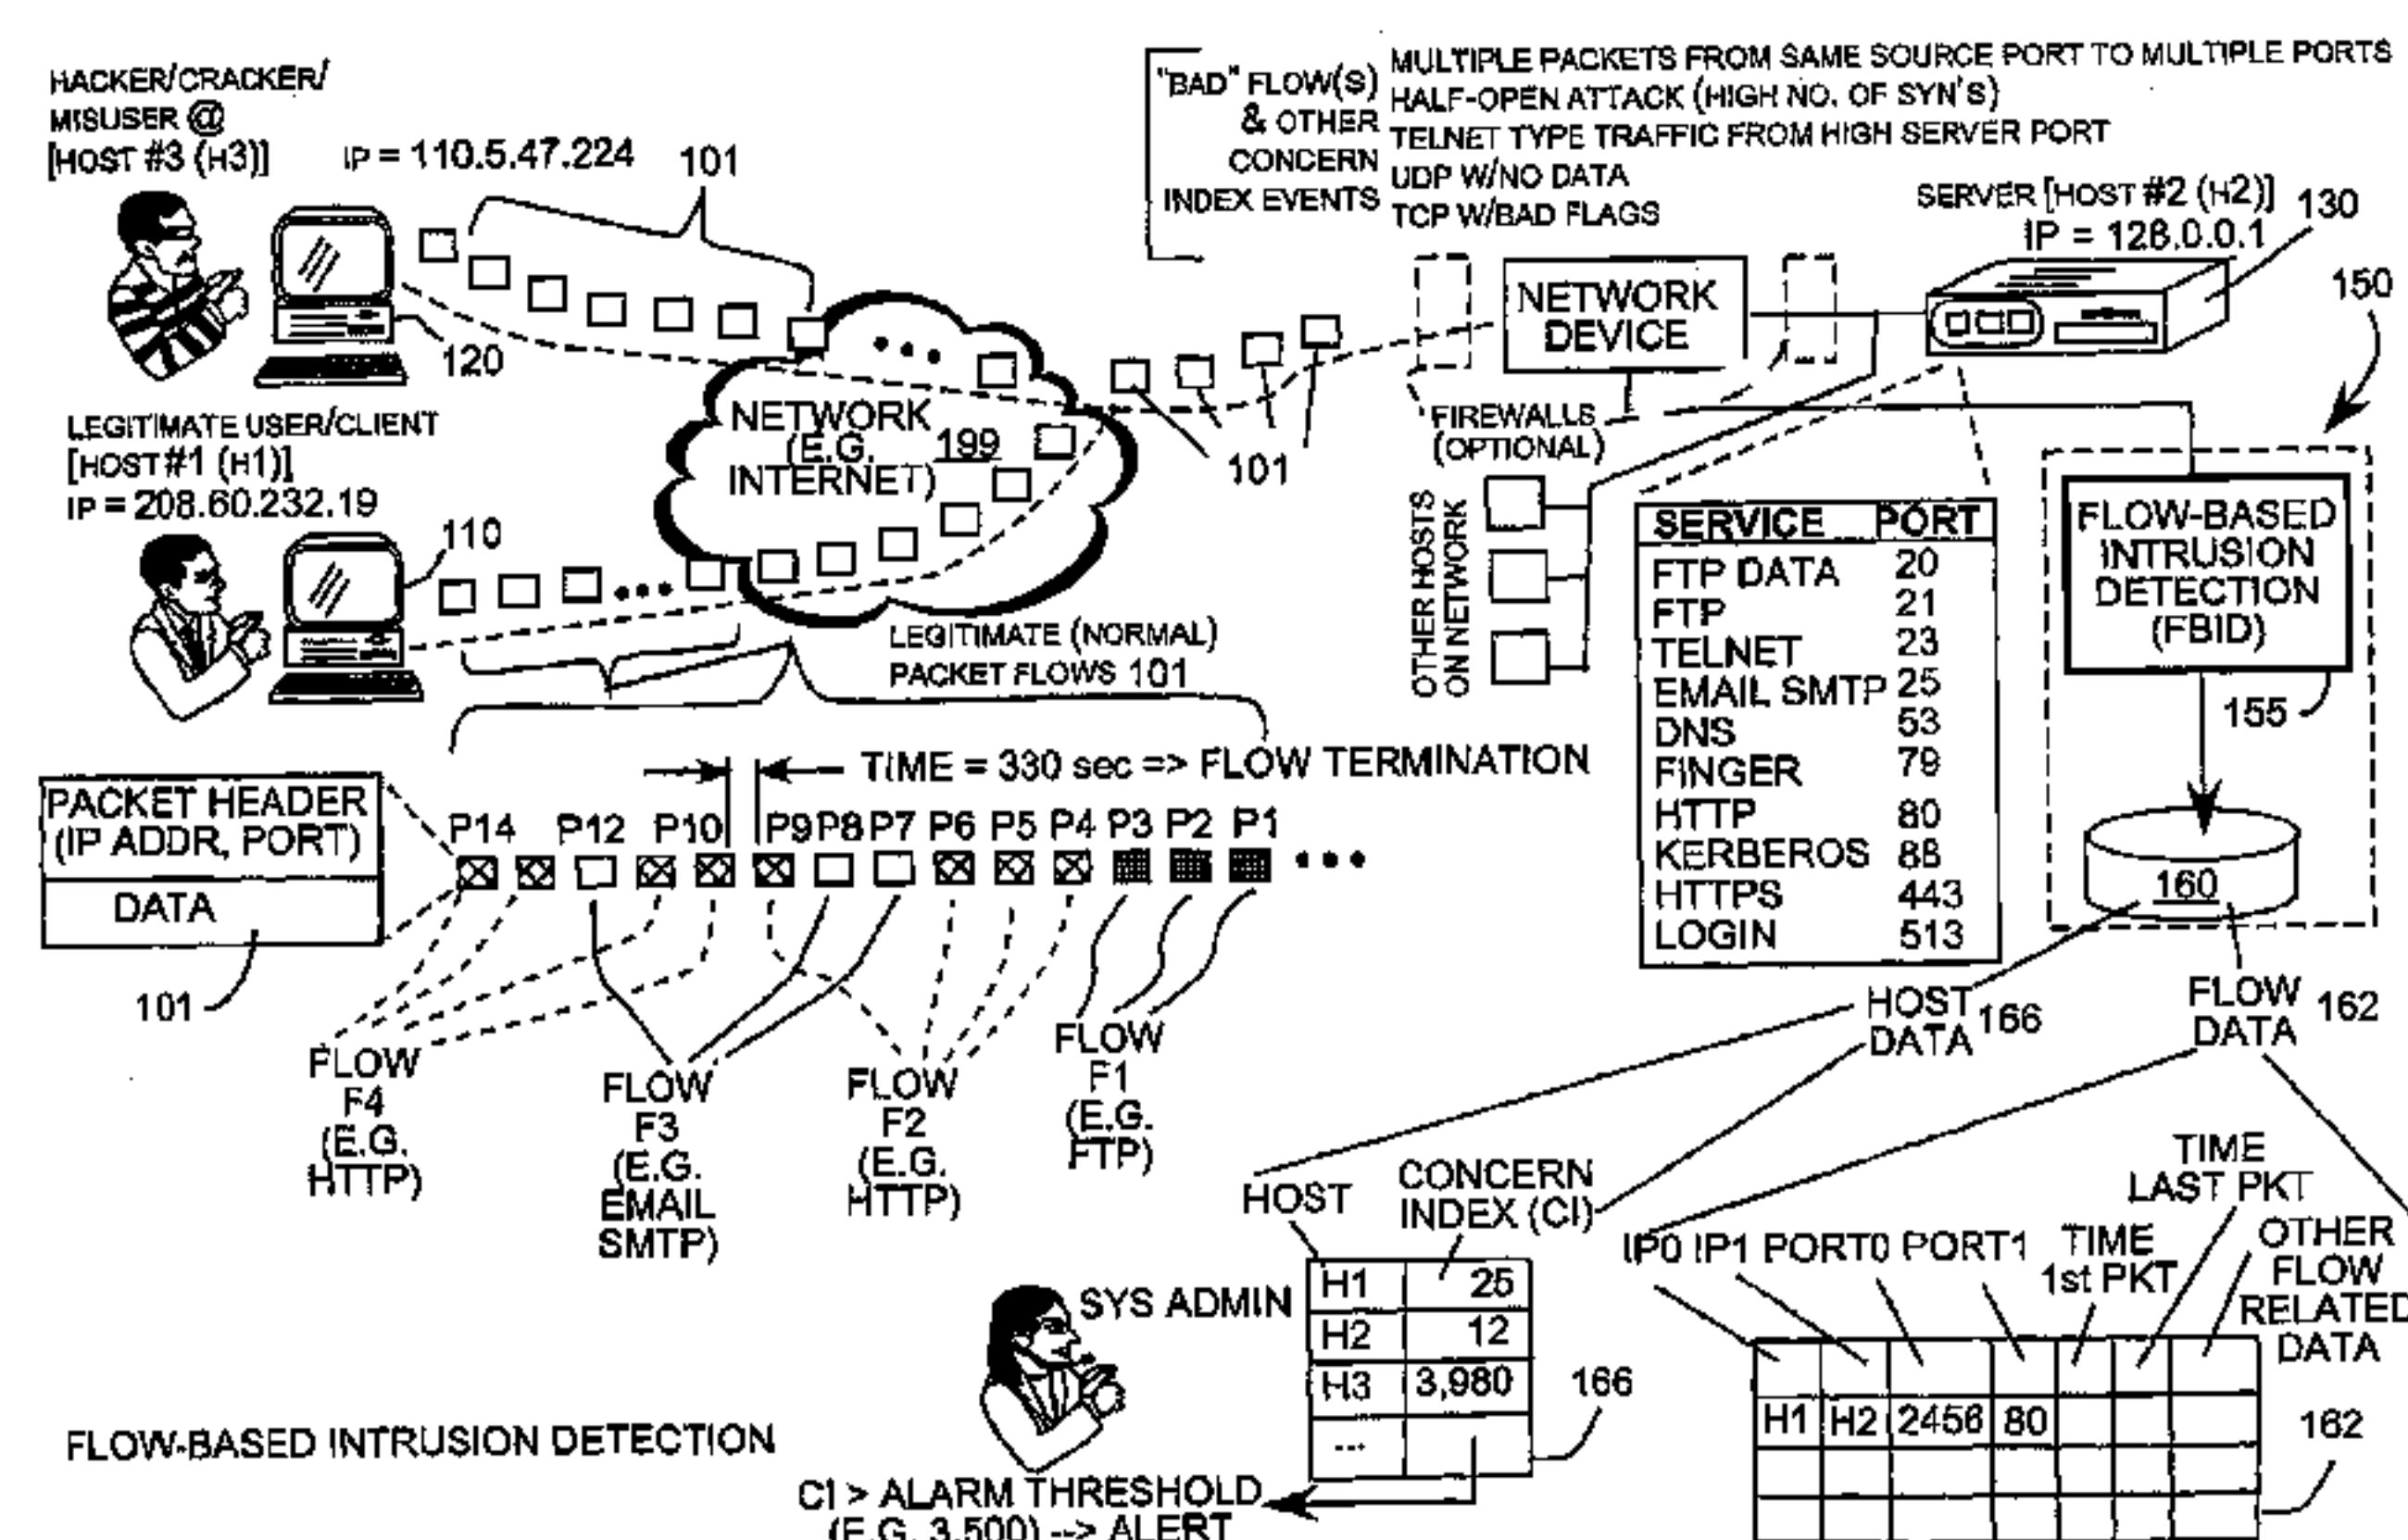 HACKER/CRACKER/
MISUSER @
[HOST #3 (H3)]
IP = 110.5.47.224
101
120
"BAD" FLOW(S)
& OTHER
CONCERN
INDEX EVENTS
MULTIPLE PACKETS FROM SAME SOURCE PORT TO MULTIPLE PORTS
HALF-OPEN ATTACK (HIGH NO. OF SYN'S)
TELNET TYPE TRAFFIC FROM HIGH SERVER PORT
UDP W/NO DATA
TCP W/BAD FLAGS
SERVER [HOST #2 (H2)]
IP = 128.0.0.1
130
150
NETWORK
DEVICE
FIREWALLS
(OPTIONAL)
NETWORK
(E.G. 199
INTERNET)
101
LEGITIMATE USER/CLIENT
[HOST #1 (H1)]
IP = 208.60.232.19
110
LEGITIMATE (NORMAL)
PACKET FLOWS 101
OTHER HOSTS
ON NETWORK
SERVICE PORT
FTP DATA 20
FTP 21
TELNET 23
EMAIL SMTP 25
DNS 53
FINGER 79
HTTP 80
KERBEROS 88
HTTPS 443
LOGIN 513
FLOW-BASED
INTRUSION
DETECTION
(FBID)
155
160
TIME = 330 sec => FLOW TERMINATION
PACKET HEADER
(IP ADDR, PORT)
DATA
101
P14 P12 P10 P9 P8 P7 P6 P5 P4 P3 P2 P1
FLOW
F4
(E.G.
HTTP)
FLOW
F3
(E.G.
EMAIL
SMTP)
FLOW
F2
(E.G.
HTTP)
FLOW
F1
(E.G.
FTP)
HOST
DATA 166
FLOW
DATA 162
HOST
CONCERN
INDEX (CI)
H1 25
H2 12
H3 3,980
...
166
SYS ADMIN
CI > ALARM THRESHOLD
(E.G. 3,500) --> ALERT
IP0 IP1 PORT0 PORT1
TIME
1st PKT
TIME
LAST PKT
OTHER
FLOW
RELATED
DATA
H1 H2 2456 80
162
FLOW-BASED INTRUSION DETECTION